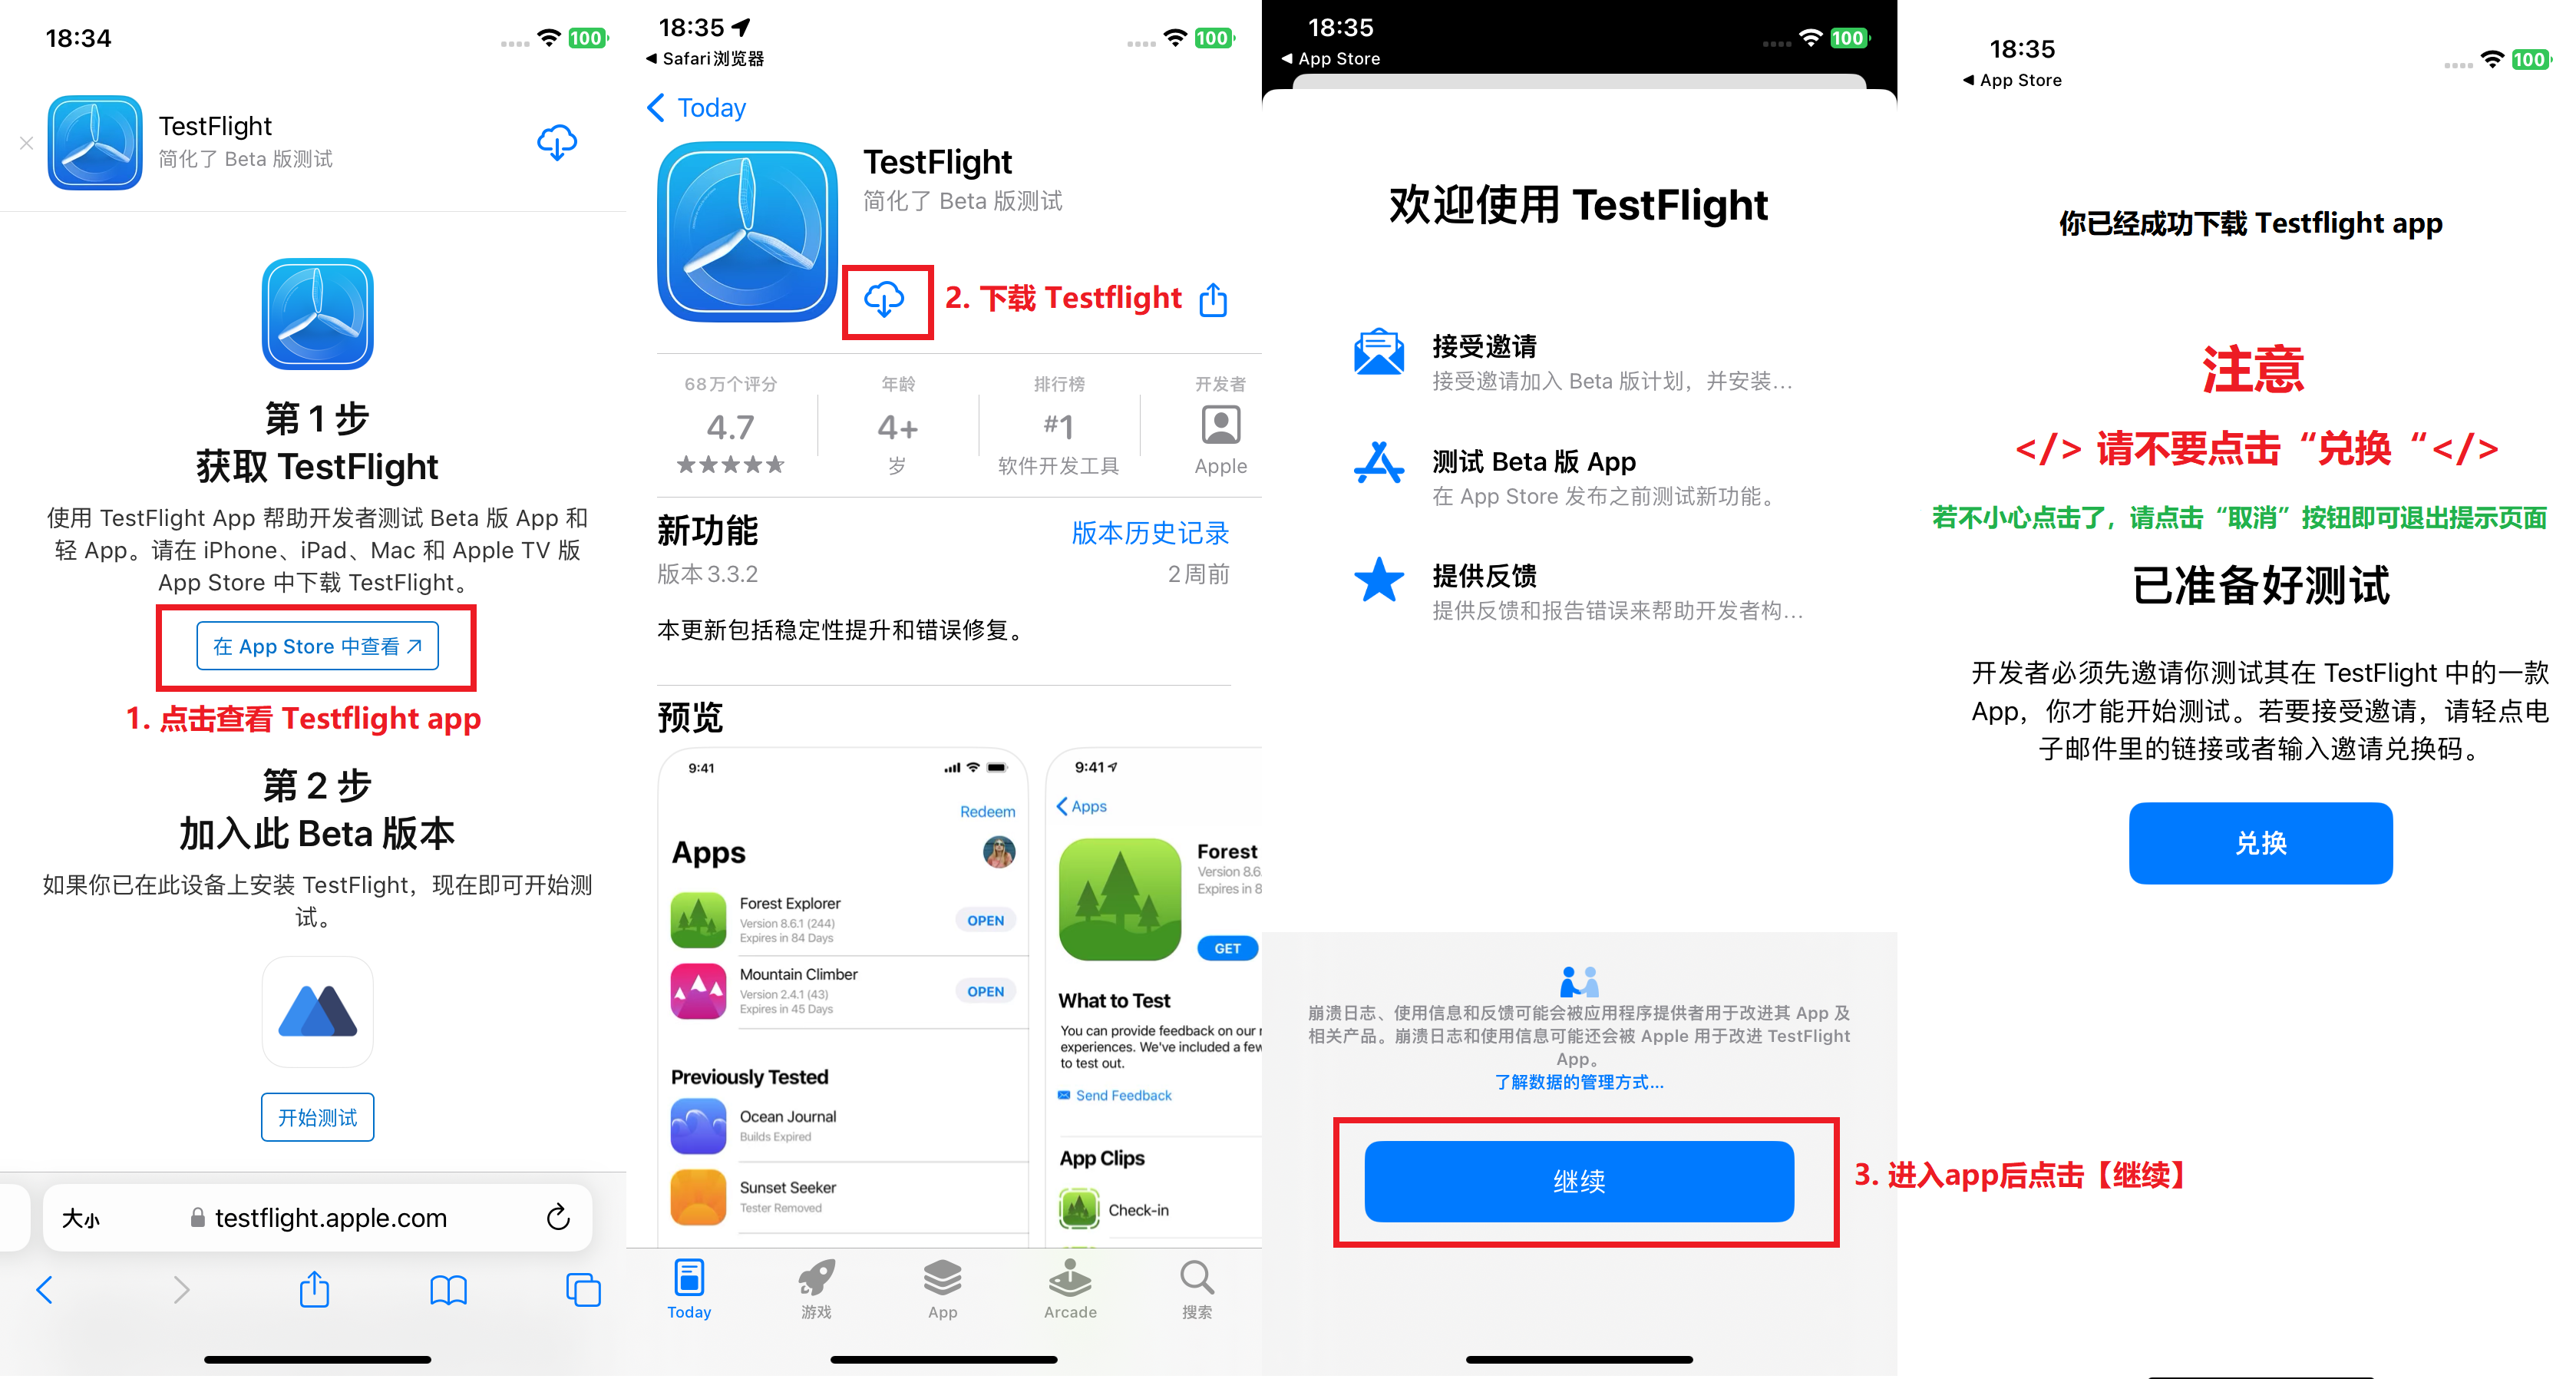 18:34
100
TestFlight
简化了 Beta 版测试
第 1 步
获取 TestFlight
使用 TestFlight App 帮助开发者测试 Beta 版 App 和
轻 App。请在 iPhone、iPad、Mac 和 Apple TV 版
App Store 中下载 TestFlight。
在 App Store 中查看
1. 点击查看 Testflight app
第 2 步
加入此 Beta 版本
如果你已在此设备上安装 TestFlight，现在即可开始测
试。
开始测试
大小
testflight.apple.com
18:35
100
Safari浏览器
Today
TestFlight
简化了 Beta 版测试
2. 下载 Testflight
68万个评分
4.7
年龄
4+
岁
排行榜
#1
软件开发工具
开发者
Apple
新功能
版本历史记录
版本 3.3.2
2 周前
本更新包括稳定性提升和错误修复。
预览
9:41
Redeem
Apps
Forest Explorer
Version 8.6.1 (244)
Expires in 84 Days
OPEN
Mountain Climber
Version 2.4.1 (43)
Expires in 45 Days
OPEN
Previously Tested
Ocean Journal
Builds Expired
Sunset Seeker
Tester Removed
9:41
Apps
Forest
Version 8.6.
Expires in 8
GET
What to Test
You can provide feedback on our
experiences. We've included a few
to test out.
Send Feedback
App Clips
Check-in
Today
游戏
App
Arcade
搜索
18:35
100
App Store
欢迎使用 TestFlight
接受邀请
接受邀请加入 Beta 版计划，并安装...
测试 Beta 版 App
在 App Store 发布之前测试新功能。
提供反馈
提供反馈和报告错误来帮助开发者构...
崩溃日志、使用信息和反馈可能会被应用程序提供者用于改进其 App 及
相关产品。崩溃日志和使用信息可能还会被 Apple 用于改进 TestFlight
App。
了解数据的管理方式...
继续
3. 进入app后点击【继续】
18:35
100
App Store
你已经成功下载 Testflight app
注意
</> 请不要点击“兑换“</>
若不小心点击了，请点击“取消”按钮即可退出提示页面
已准备好测试
开发者必须先邀请你测试其在 TestFlight 中的一款
App，你才能开始测试。若要接受邀请，请轻点电
子邮件里的链接或者输入邀请兑换码。
兑换